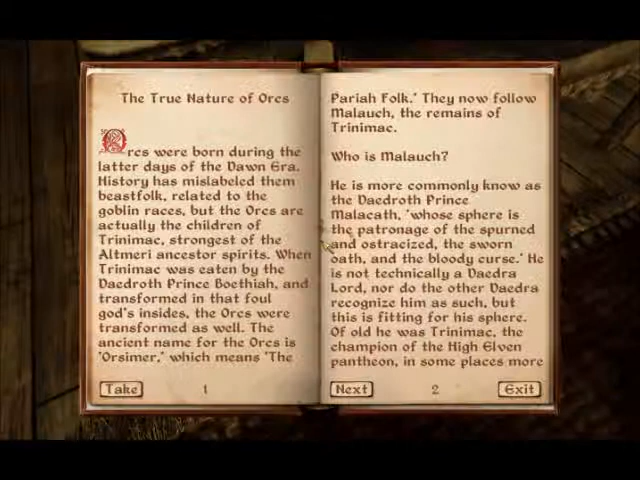 The True Nature of Orcs
Orcs were born during the
latter days of the Dawn Era.
History has mislabeled them
beastfolk, related to the
goblin races, but the Orcs are
actually the children of
Trinimac, strongest of the
Altmeri ancestor spirits. When
Trinimac was eaten by the
Daedroth Prince Boethiah, and
transformed in that foul
god's insides, the Orcs were
transformed as well. The
ancient name for the Orcs is
'Orsimer,' which means 'The
Take
1
Pariah Folk.' They now follow
Malauch, the remains of
Trinimac.
Who is Malauch?
He is more commonly know as
the Daedroth Prince
Malacath, 'whose sphere is
the patronage of the spurned
and ostracized, the sworn
oath, and the bloody curse.' He
is not technically a Daedra
Lord, nor do the other Daedra
recognize him as such, but
this is fitting for his sphere.
Of old he was Trinimac, the
champion of the High Elven
pantheon, in some places more
Next
2
Exit